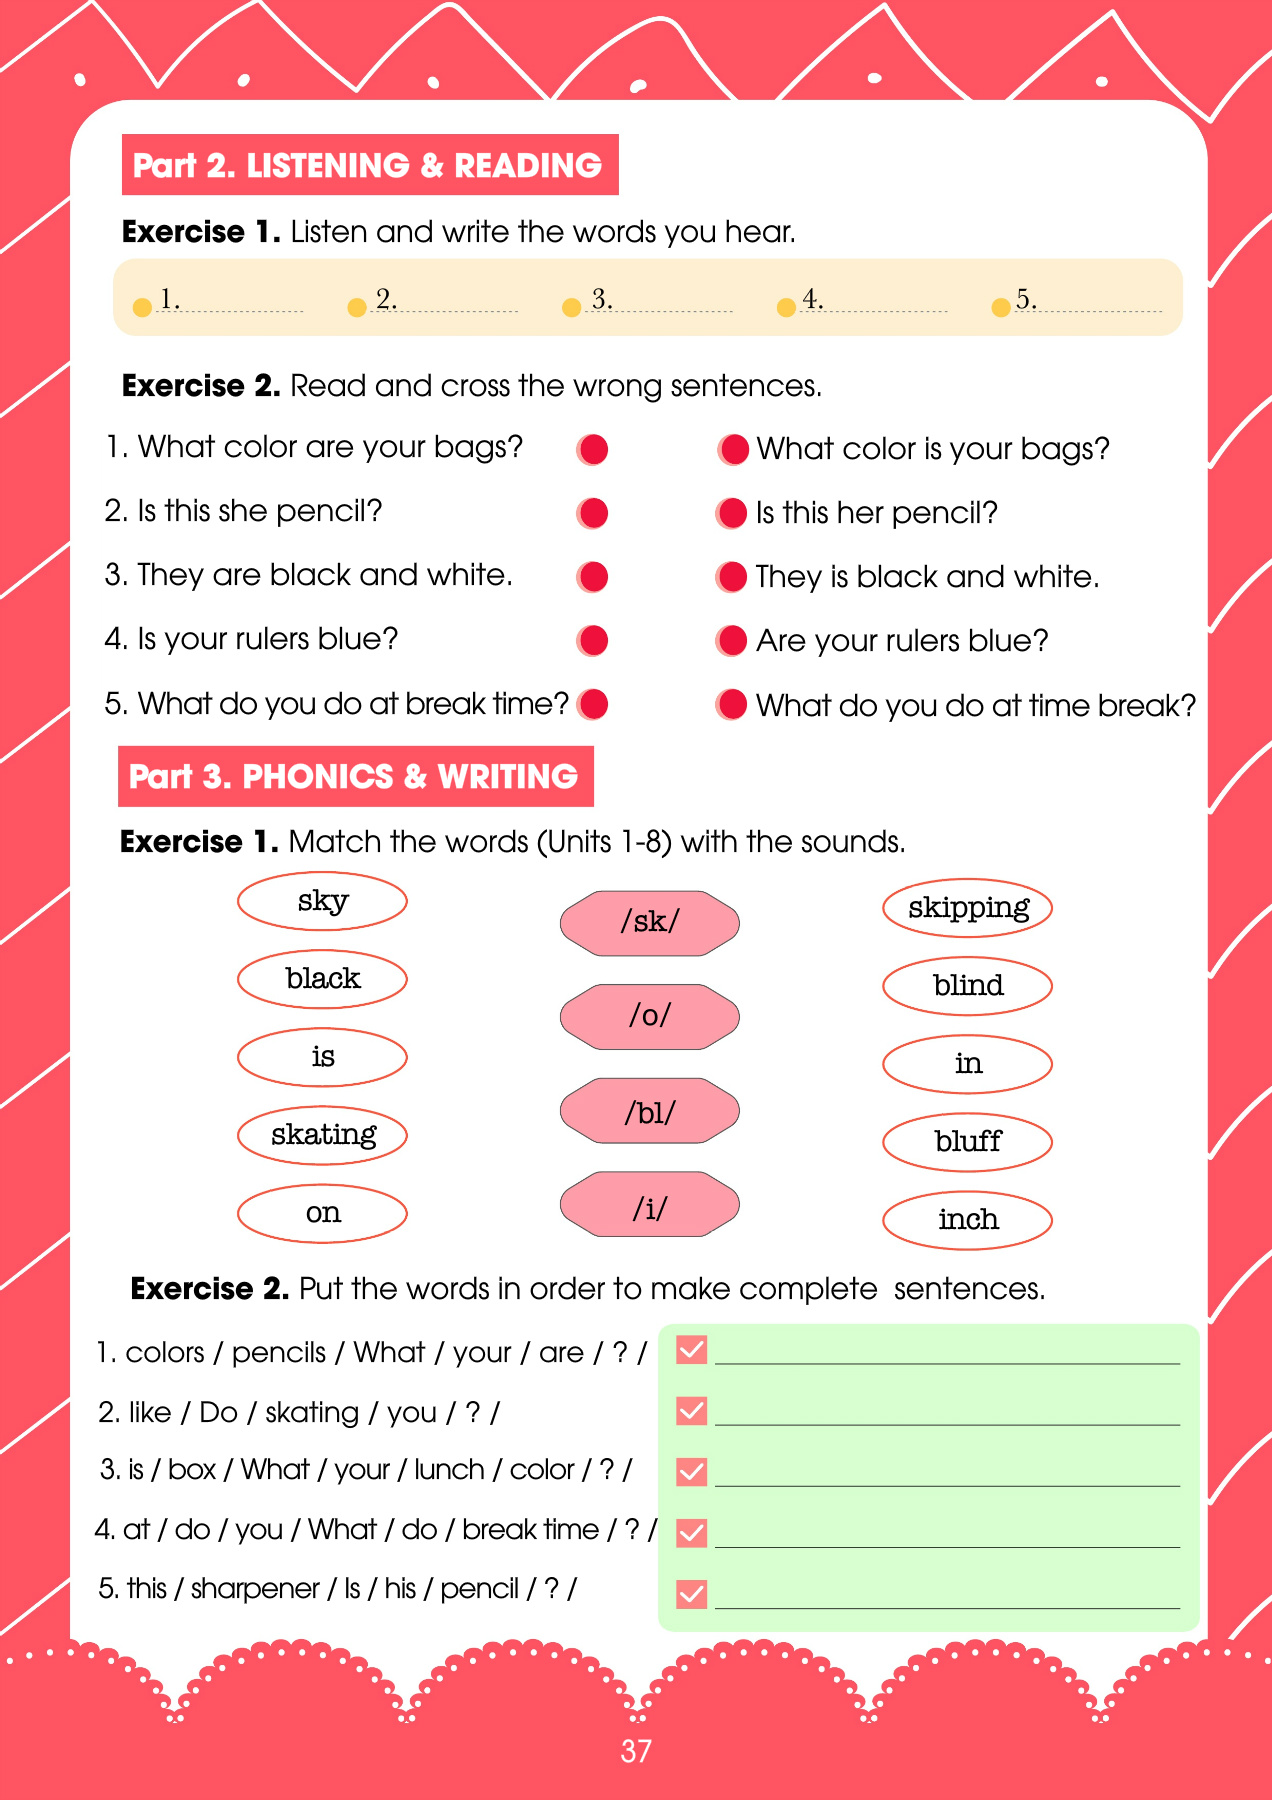 Part 2. LISTENING & READING
Exercise 1. Listen and write the words you hear.
1. 2. 3. 4. 5.
Exercise 2. Read and cross the wrong sentences.
1. What color are your bags? What color is your bags?
2. Is this she pencil? Is this her pencil?
3. They are black and white. They is black and white.
4. Is your rulers blue? Are your rulers blue?
5. What do you do at break time? What do you do at time break?
Part 3. PHONICS & WRITING
Exercise 1. Match the words (Units 1-8) with the sounds.
sky /sk/ skipping
black /o/ blind
is /bl/ in
skating /i/ bluff
on inch
Exercise 2. Put the words in order to make complete sentences.
1. colors / pencils / What / your / are / ? /
2. like / Do / skating / you / ? /
3. is / box / What / your / lunch / color / ? /
4. at / do / you / What / do / break time / ? /
5. this / sharpener / Is / his / pencil / ? /
37